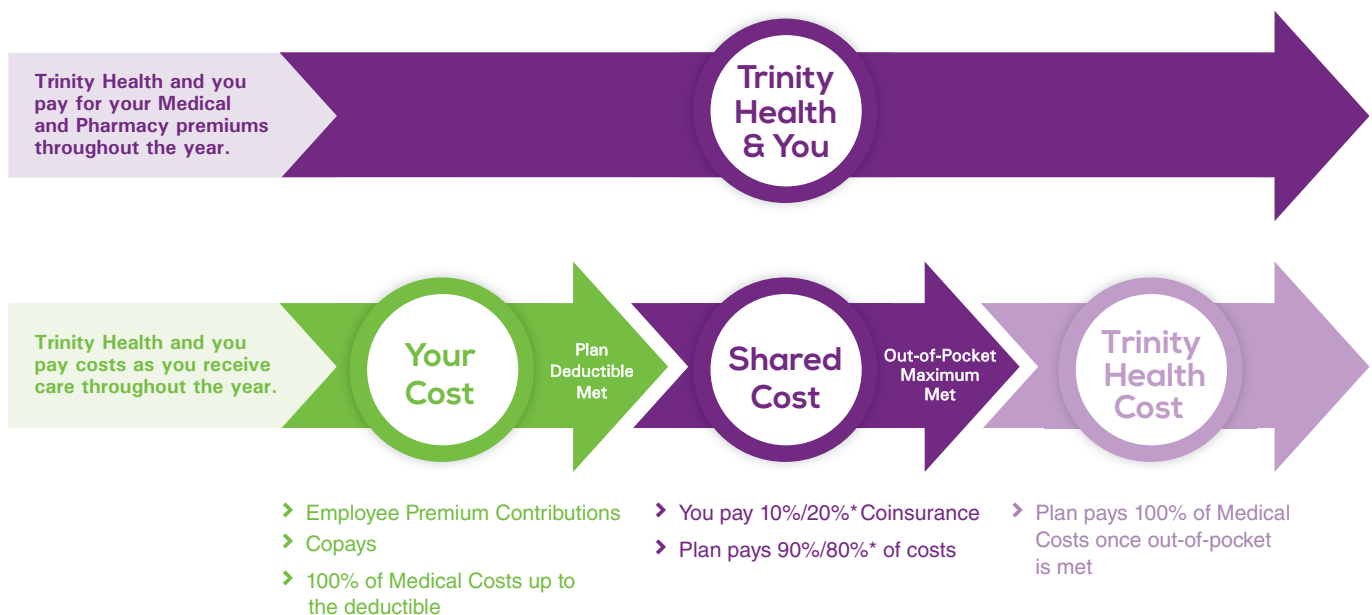 Trinity Health and you
pay for your Medical
and Pharmacy premiums
throughout the year.
Trinity
Health
& You
Trinity Health and you
pay costs as you receive
care throughout the year.
Your
Cost
Plan
Deductible
Met
Shared
Cost
Out-of-Pocket
Maximum
Met
Trinity
Health
Cost
Employee Premium Contributions
Copays
100% of Medical Costs up to
the deductible
You pay 10%/20%* Coinsurance
Plan pays 90%/80%* of costs
Plan pays 100% of Medical
Costs once out-of-pocket
is met